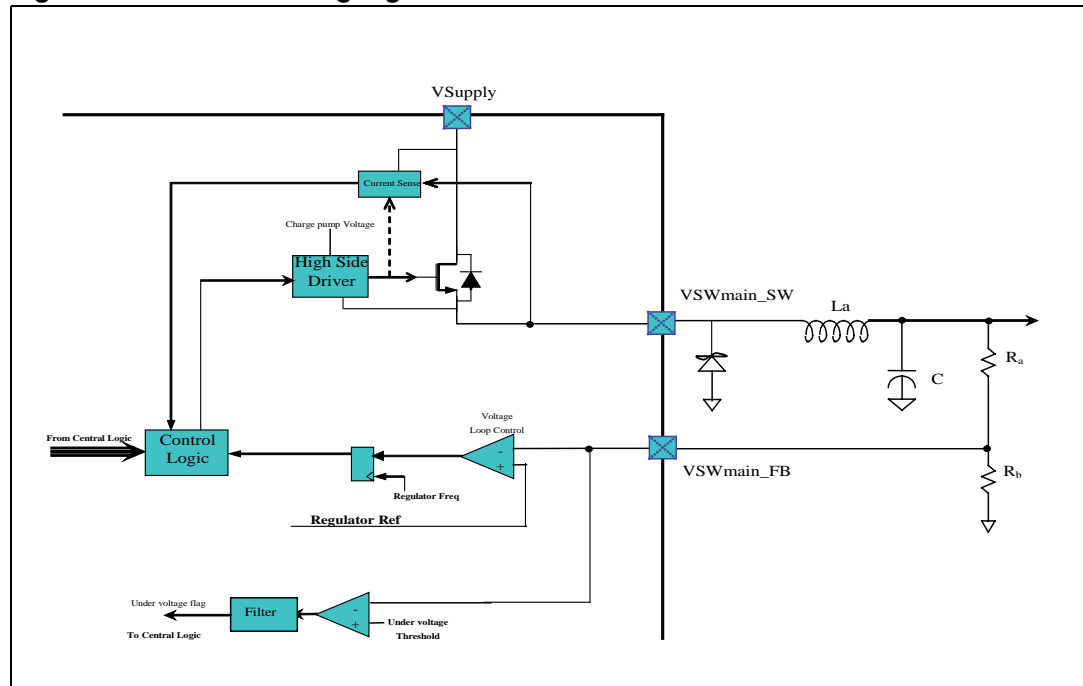 VSupply
Current Sense
Charge pump Voltage
High Side
Driver
VSWmain_SW
La
C
Ra
Voltage
Loop Control
From Central Logic
Control
Logic
-
+
VSWmain_FB
Rb
Regulator Freq
Regulator Ref
Under voltage flag
Filter
-
+
Under voltage
Threshold
To Central Logic